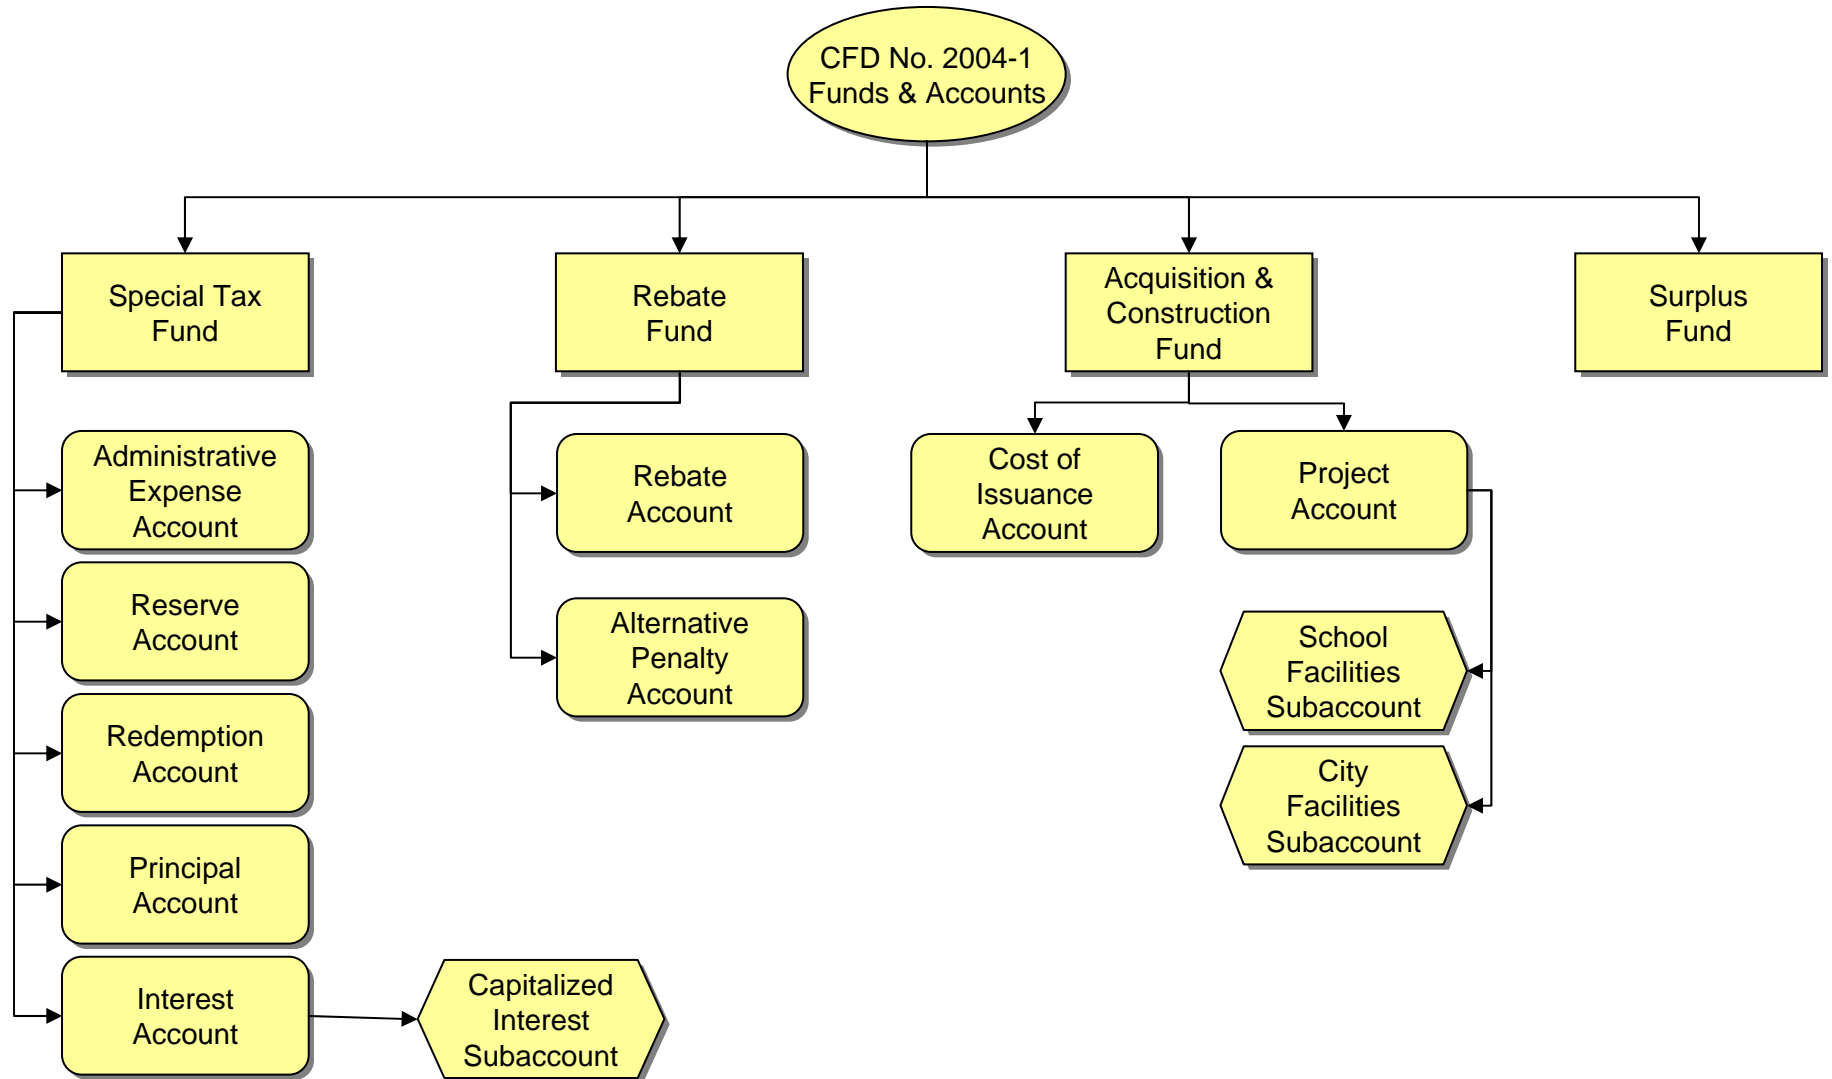 CFD No. 2004-1
Funds & Accounts
Special Tax
Fund
Rebate
Fund
Acquisition &
Construction
Fund
Surplus
Fund
Administrative
Expense
Account
Reserve
Account
Redemption
Account
Principal
Account
Interest
Account
Capitalized
Interest
Subaccount
Rebate
Account
Alternative
Penalty
Account
Cost of
Issuance
Account
Project
Account
School
Facilities
Subaccount
City
Facilities
Subaccount